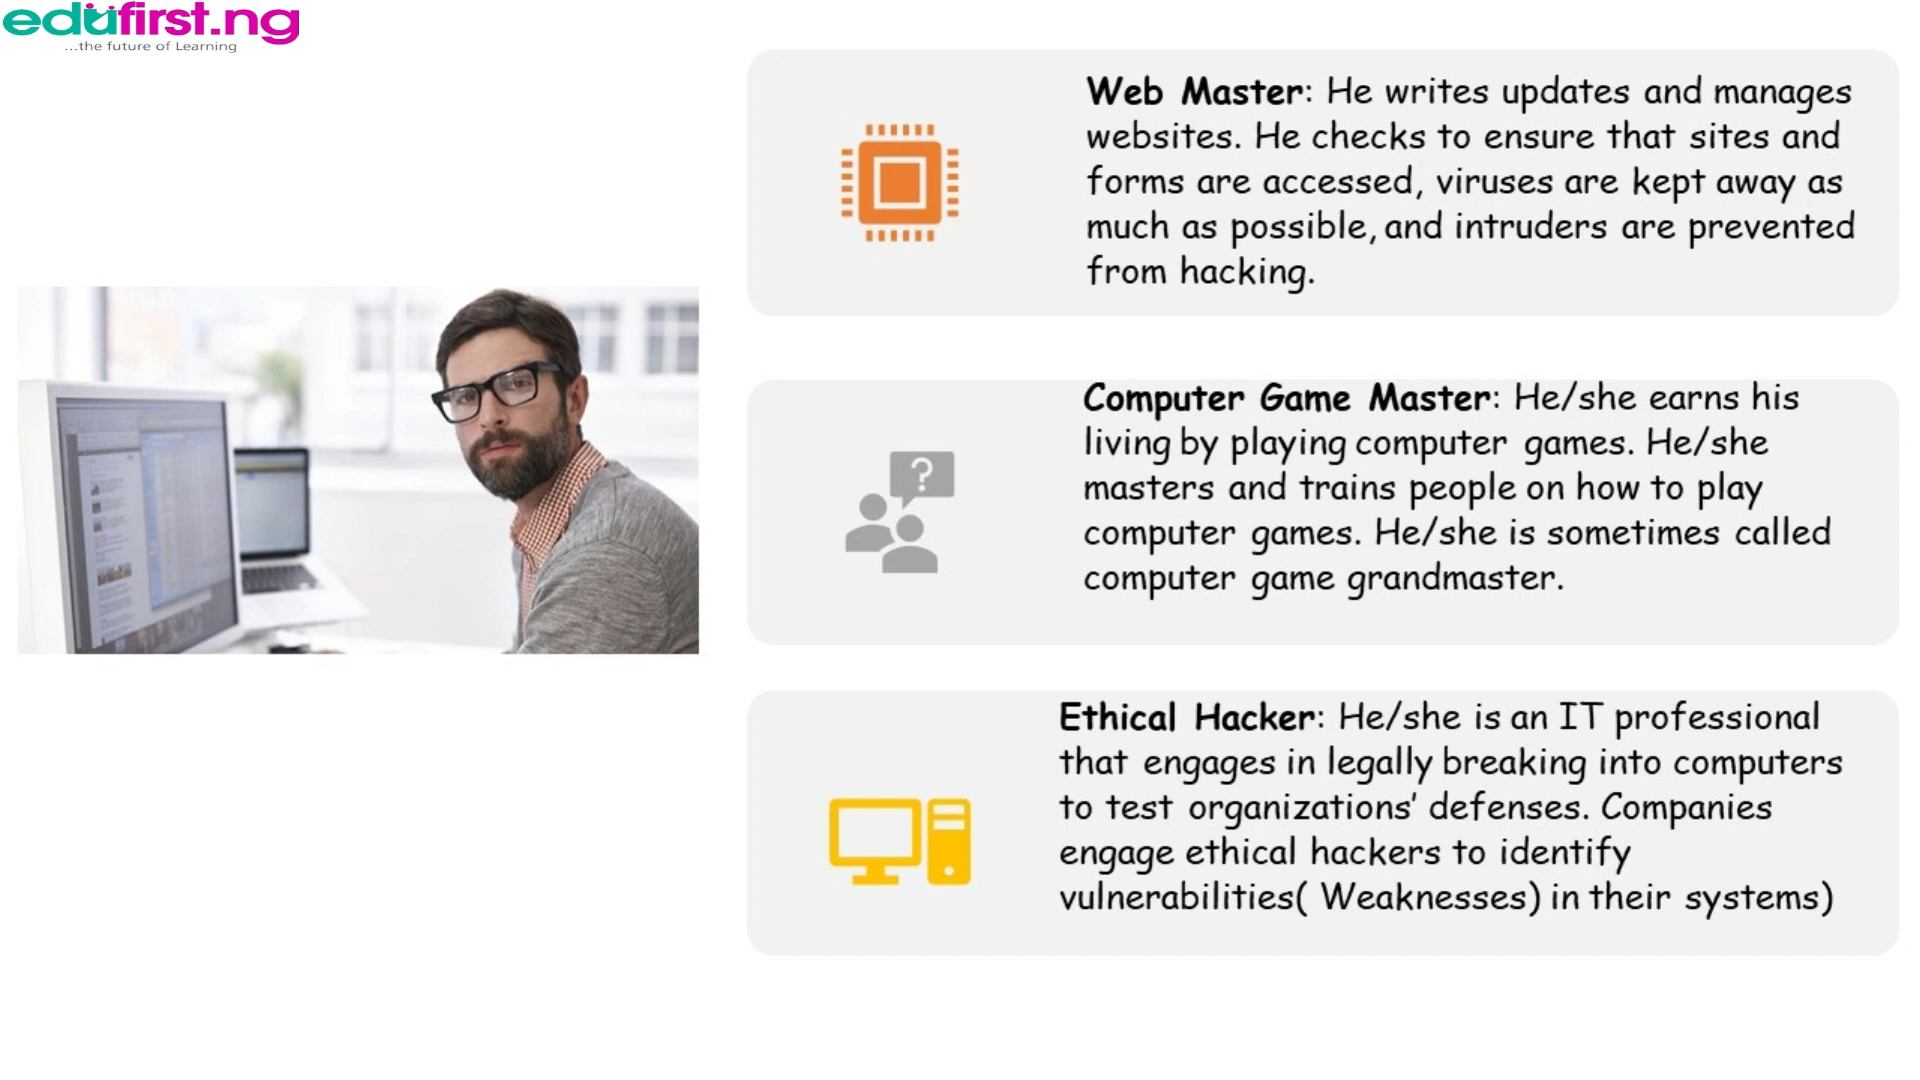 edufirst.ng
...the future of Learning
Web Master: He writes updates and manages
websites. He checks to ensure that sites and
forms are accessed, viruses are kept away as
much as possible, and intruders are prevented
from hacking.
Computer Game Master: He/she earns his
living by playing computer games. He/she
masters and trains people on how to play
computer games. He/she is sometimes called
computer game grandmaster.
?
Ethical Hacker: He/she is an IT professional
that engages in legally breaking into computers
to test organizations’ defenses. Companies
engage ethical hackers to identify
vulnerabilities( Weaknesses) in their systems)